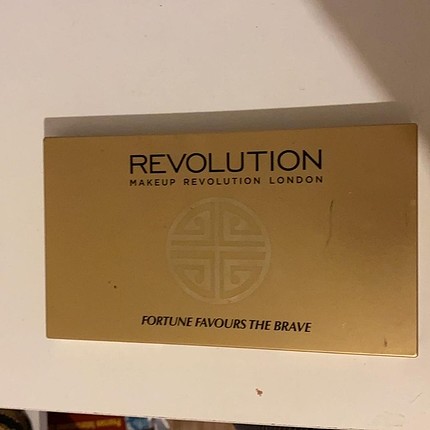 REVOLUTION
MAKEUP REVOLUTION LONDON
FORTUNE FAVOURS THE BRAVE